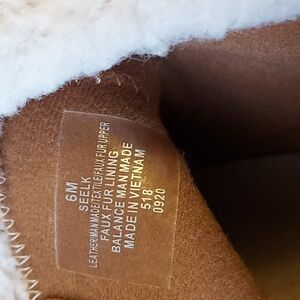 6M
SEELK
LEATHER/MAN MADE/TEXTILE/FAUX FUR UPPER
FAUX FUR LINING
BALANCE MAN MADE
MADE IN VIETNAM
518
0920